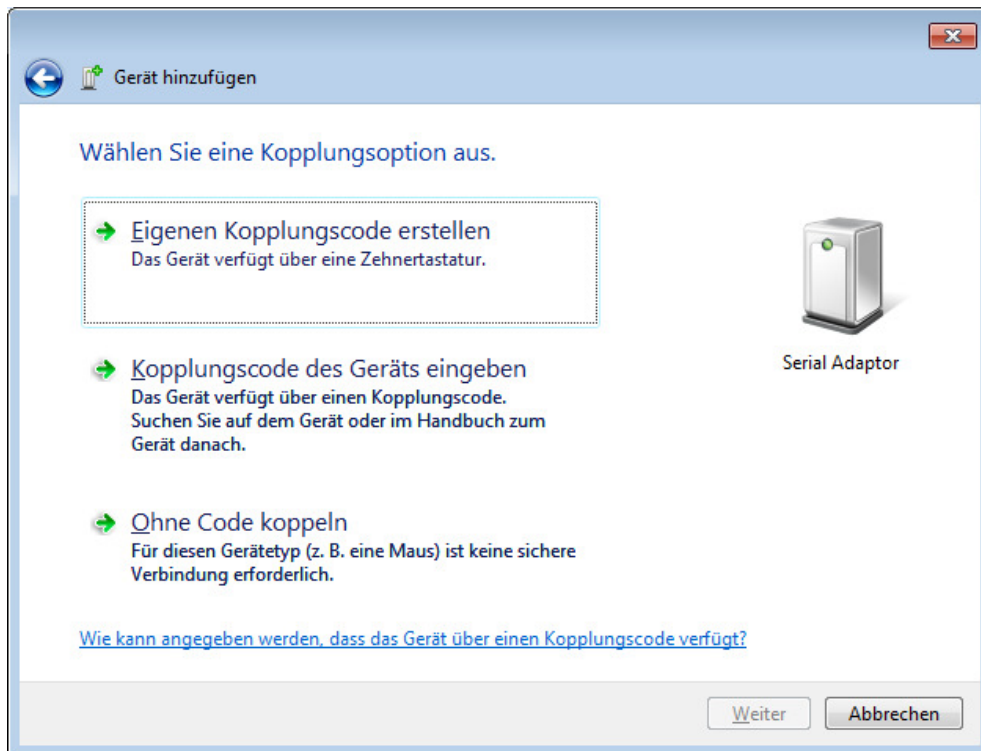 Gerät hinzufügen
Wählen Sie eine Kopplungsoption aus.
Eigenen Kopplungscode erstellen
Das Gerät verfügt über eine Zehnertastatur.
Kopplungscode des Geräts eingeben
Das Gerät verfügt über einen Kopplungscode.
Suchen Sie auf dem Gerät oder im Handbuch zum
Gerät danach.
Ohne Code koppeln
Für diesen Gerätetyp (z. B. eine Maus) ist keine sichere
Verbindung erforderlich.
Serial Adaptor
Wie kann angegeben werden, dass das Gerät über einen Kopplungscode verfügt?
Weiter
Abbrechen